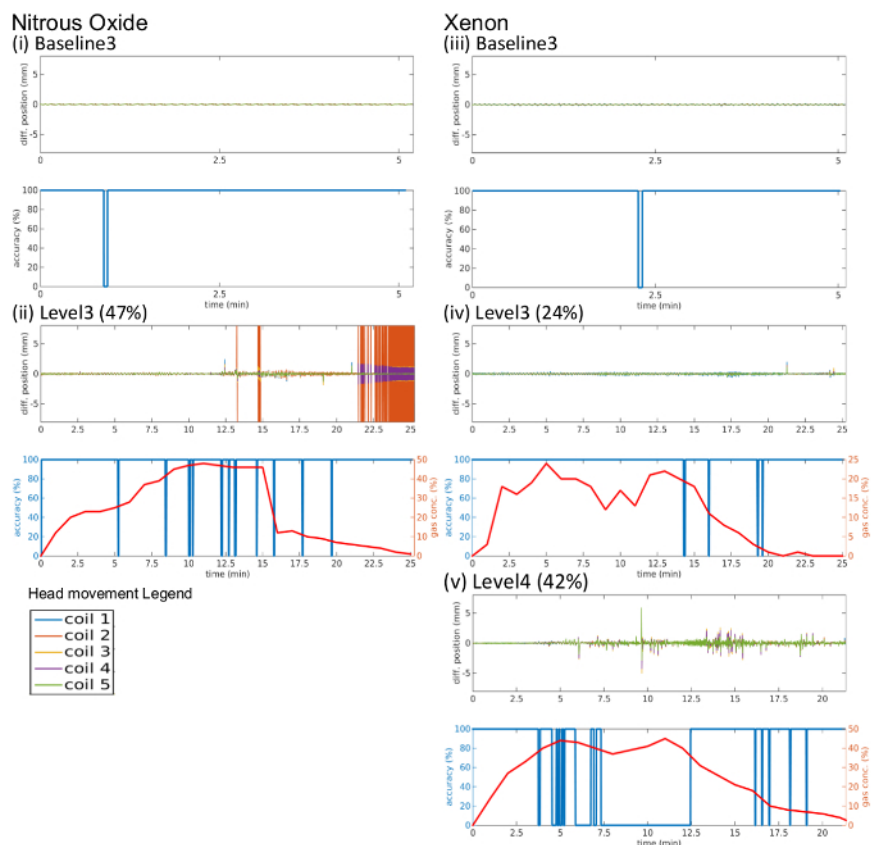 Nitrous Oxide
(i) Baseline3
diff. position (mm)
5
0
-5
0
2.5
5
accuracy (%)
100
80
60
40
20
0
0
2.5
5
time (min)
(ii) Level3 (47%)
diff. position (mm)
5
0
-5
0 2.5 5 7.5 10 12.5 15 17.5 20 22.5 25
accuracy (%)
100
80
60
40
20
0
50
40
30
20
10
0
gas conc. (%)
0 2.5 5 7.5 10 12.5 15 17.5 20 22.5 25
time (min)
Head movement Legend
coil 1
coil 2
coil 3
coil 4
coil 5
Xenon
(iii) Baseline3
diff. position (mm)
5
0
-5
0
2.5
5
accuracy (%)
100
80
60
40
20
0
0
2.5
5
time (min)
(iv) Level3 (24%)
diff. position (mm)
5
0
-5
0 2.5 5 7.5 10 12.5 15 17.5 20 22.5 25
accuracy (%)
100
80
60
40
20
0
25
20
15
10
5
0
gas conc. (%)
0 2.5 5 7.5 10 12.5 15 17.5 20 22.5 25
time (min)
(v) Level4 (42%)
diff. position (mm)
5
0
-5
0 2.5 5 7.5 10 12.5 15 17.5 20
accuracy (%)
100
80
60
40
20
0
50
40
30
20
10
0
gas conc. (%)
0 2.5 5 7.5 10 12.5 15 17.5 20
time (min)